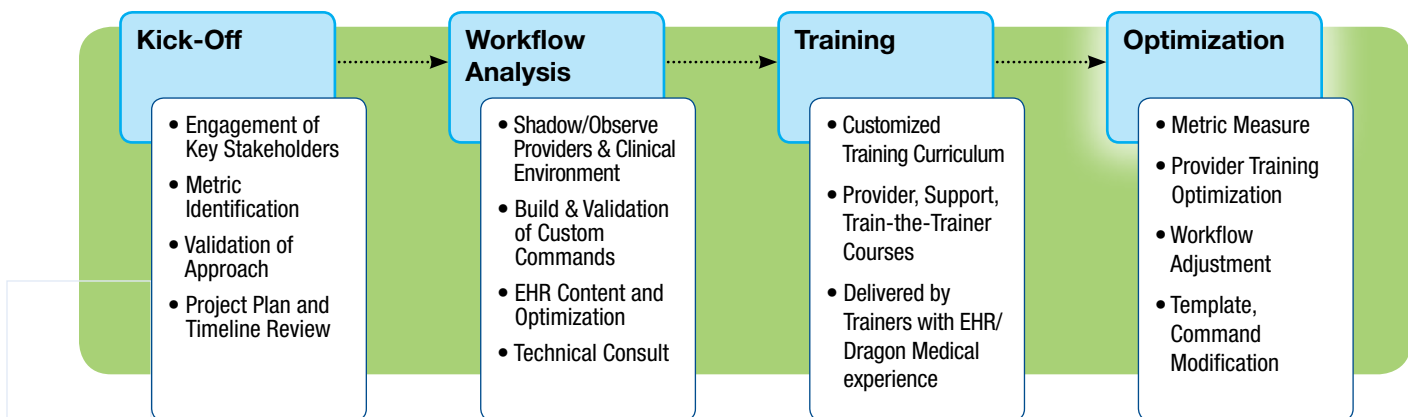 Kick-Off
• Engagement of
Key Stakeholders
• Metric
Identification
• Validation of
Approach
• Project Plan and
Timeline Review
Workflow
Analysis
• Shadow/Observe
Providers & Clinical
Environment
• Build & Validation
of Custom
Commands
• EHR Content and
Optimization
• Technical Consult
Training
• Customized
Training Curriculum
• Provider, Support,
Train-the-Trainer
Courses
• Delivered by
Trainers with EHR/
Dragon Medical
experience
Optimization
• Metric Measure
• Provider Training
Optimization
• Workflow
Adjustment
• Template,
Command
Modification